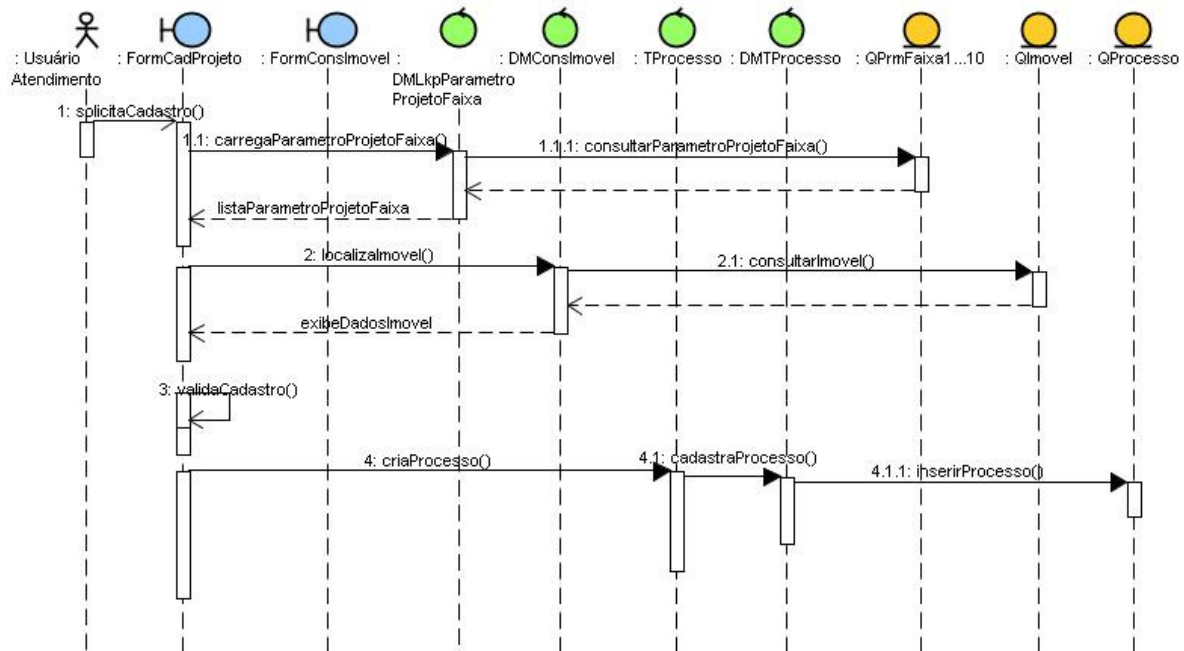 : Usuário
Atendimento
: FormCadProjeto
: FormConsImovel
:
DMLkpParametro
ProjetoFaixa
: DMConsImovel
: TProcesso
: DMTProcesso
: QPrmFaixa1...10
: QImovel
: QProcesso
1: solicitaCadastro()
1.1: carregaParametroProjetoFaixa()
1.1.1: consultarParametroProjetoFaixa()
listaParametroProjetoFaixa
2: localizaImovel()
2.1: consultarImovel()
exibeDadosImovel
3: validaCadastro()
4: criaProcesso()
4.1: cadastraProcesso()
4.1.1: inserirProcesso()